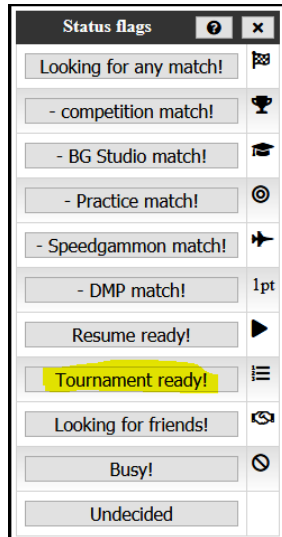 Status flags ? ×
Looking for any match!
- competition match!
- BG Studio match!
- Practice match!
- Speedgammon match!
- DMP match! 1pt
Resume ready!
Tournament ready!
Looking for friends!
Busy!
Undecided